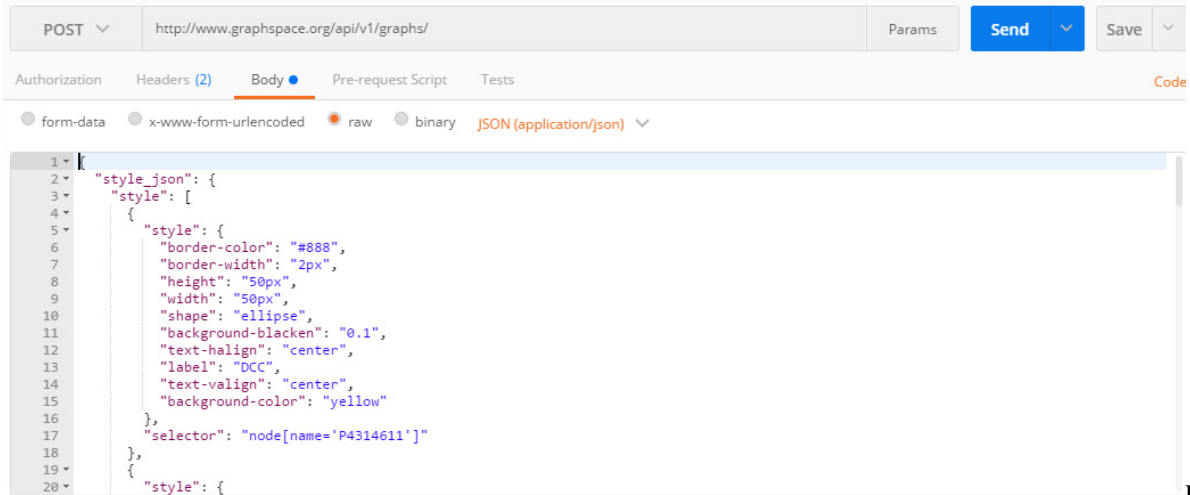 POST http://www.graphspace.org/api/v1/graphs/ Params Send Save
Authorization Headers (2) Body Pre-request Script Tests Code
form-data x-www-form-urlencoded raw binary JSON (application/json)
1 {
2 "style_json": {
3 "style": [
4 {
5 "style": {
6 "border-color": "#888",
7 "border-width": "2px",
8 "height": "50px",
9 "width": "50px",
10 "shape": "ellipse",
11 "background-blacken": "0.1",
12 "text-halign": "center",
13 "label": "DCC",
14 "text-valign": "center",
15 "background-color": "yellow"
16 },
17 "selector": "node[name='P4314611']"
18 },
19 {
20 "style": {